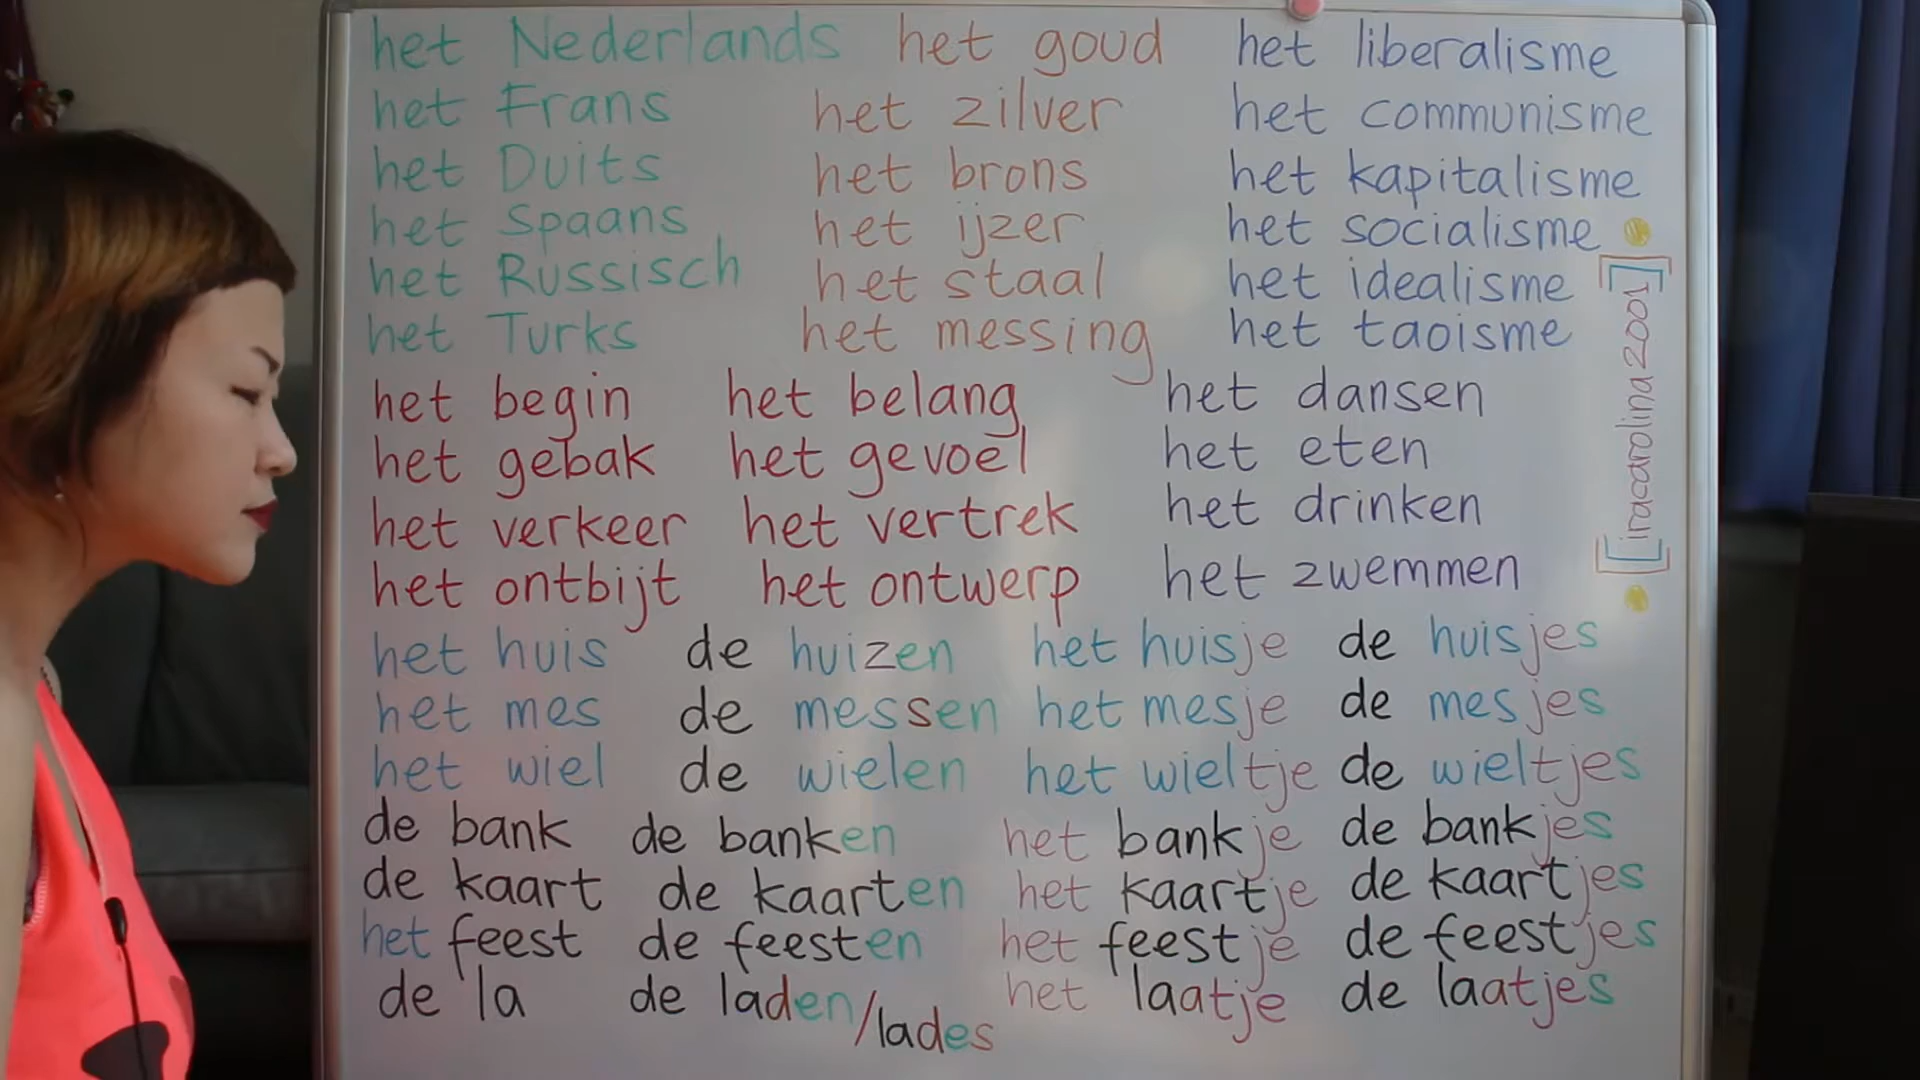 het Nederlands het goud het liberalisme
het Frans het zilver het communisme
het Duits het brons het kapitalisme
het Spaans het ijzer het socialisme
het Russisch het staal het idealisme
het Turks het messing het taoisme
het begin het belang het dansen
het gebak het gevoel het eten
het verkeer het vertrek het drinken
het ontbijt het ontwerp het zwemmen
het huis de huizen het huisje de huisjes
het mes de messen het mesje de mesjes
het wiel de wielen het wieltje de wieltjes
de bank de banken het bankje de bankjes
de kaart de kaarten het kaartje de kaartjes
het feest de feesten het feestje de feestjes
de la de laden/lades het laatje de laatjes
[iracarolina2001]